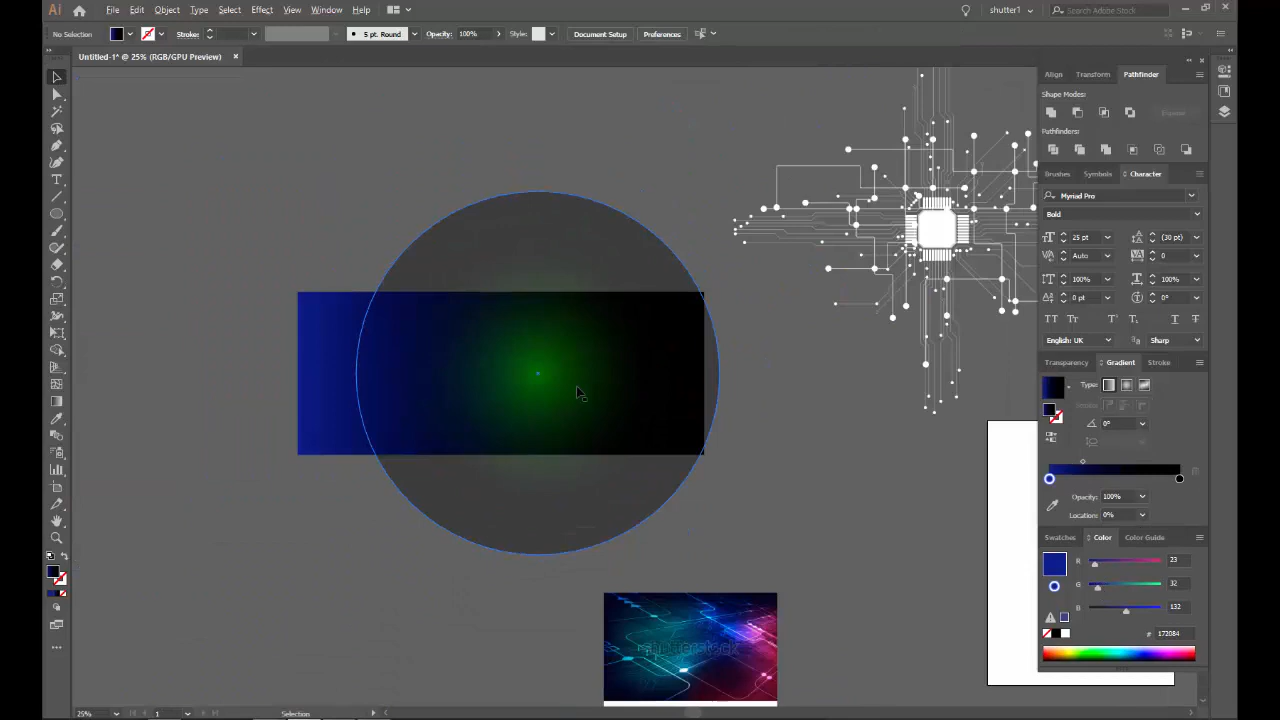 Ai File Edit Object Type Select Effect View Window Help shutter1 Search Adobe Stock
No Selection Stroke: 5 pt. Round Opacity: 100% Style: Document Setup Preferences
Untitled-1* @ 25% (RGB/GPU Preview)
Align Transform Pathfinder
Shape Modes:
Expand
Pathfinders:
Brushes Symbols Character
Myriad Pro
Bold
25 pt (30 pt)
Auto 0
100% 100%
0 pt 0°
English: UK Sharp
Transparency Gradient Stroke
Type:
Stroke:
0°
Opacity: 100%
Location: 0%
Swatches Color Color Guide
R 23
G 32
B 132
# 172084
shutterstock
25% 1 Selection